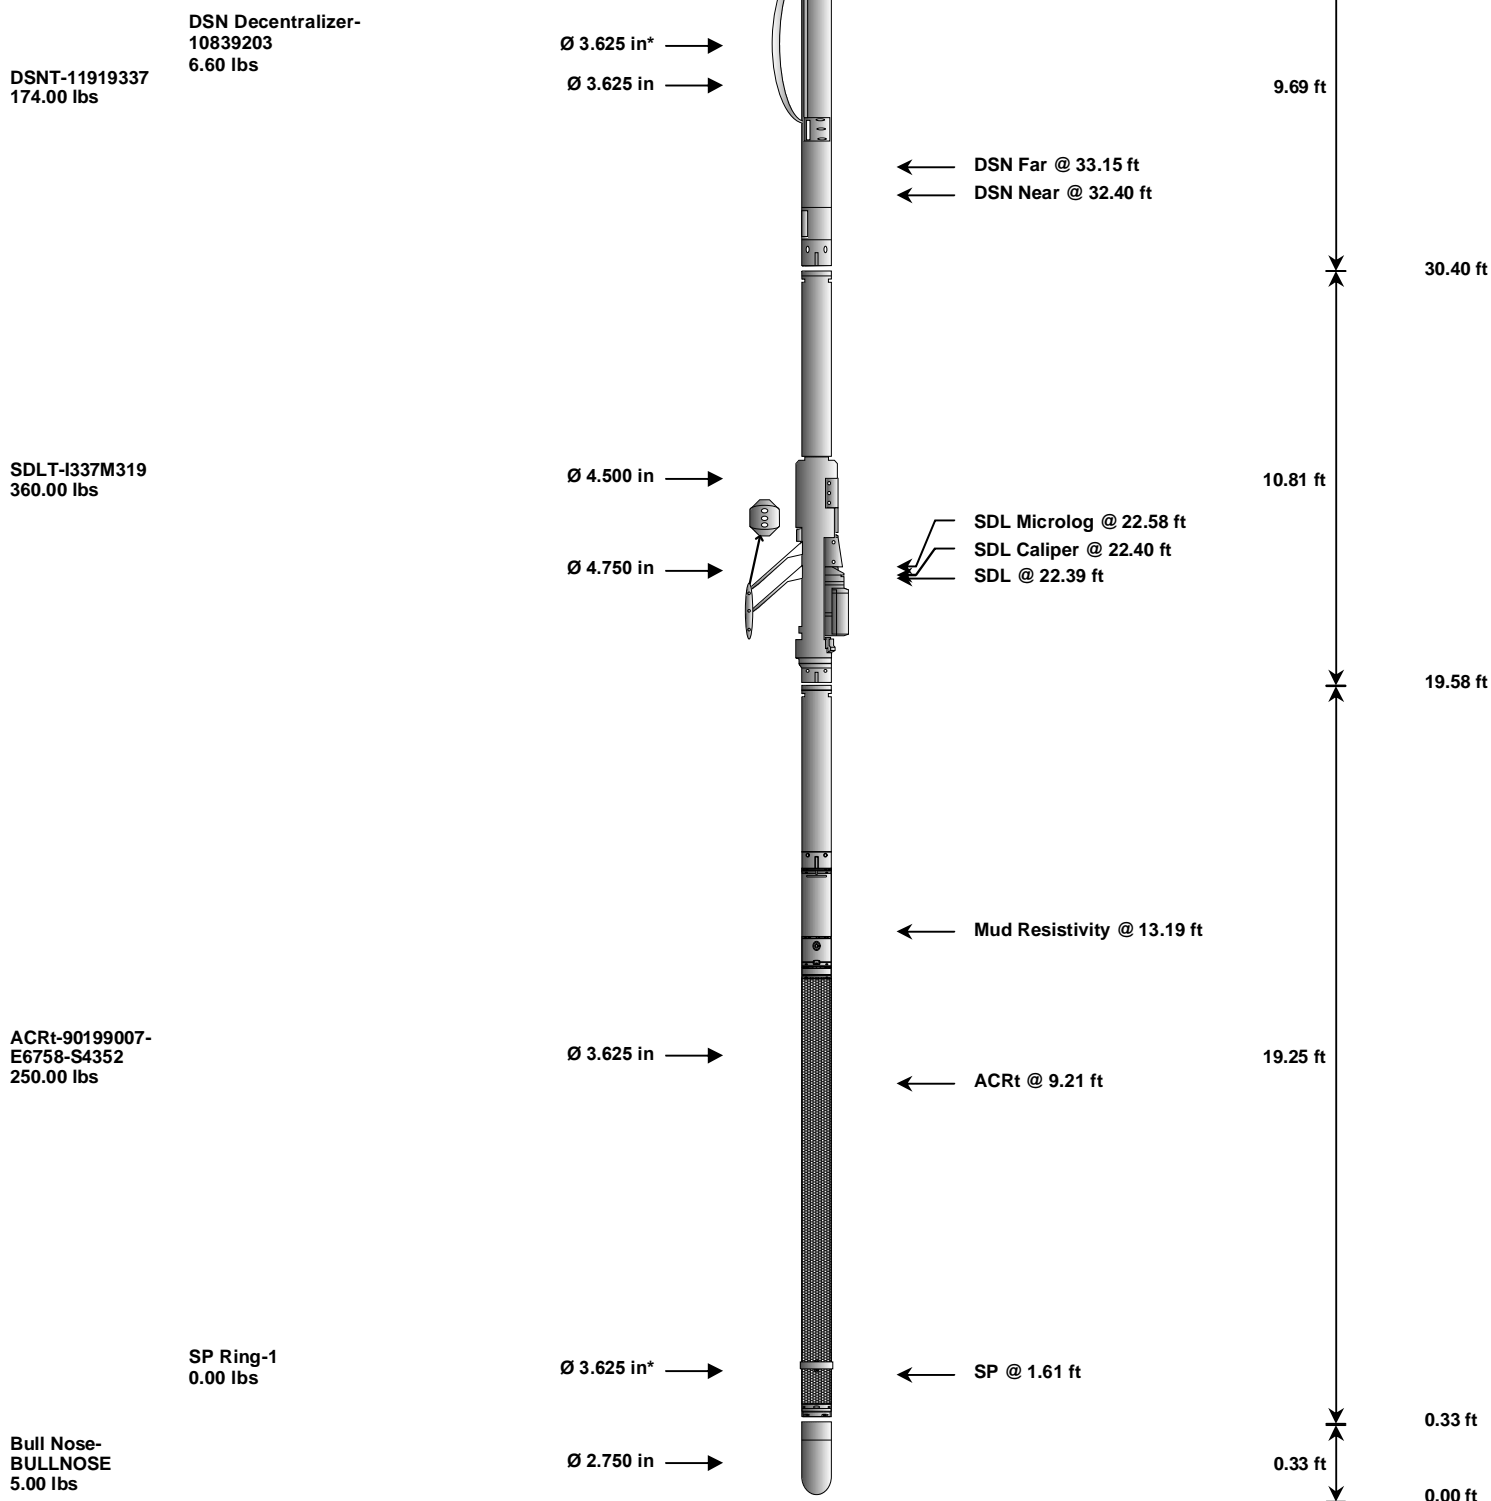 DSN Decentralizer-
10839203
6.60 lbs
Ø 3.625 in*
DSNT-11919337
174.00 lbs
Ø 3.625 in
9.69 ft
DSN Far @ 33.15 ft
DSN Near @ 32.40 ft
30.40 ft
SDLT-I337M319
360.00 lbs
Ø 4.500 in
10.81 ft
SDL Microlog @ 22.58 ft
SDL Caliper @ 22.40 ft
Ø 4.750 in
SDL @ 22.39 ft
19.58 ft
Mud Resistivity @ 13.19 ft
ACRt-90199007-
E6758-S4352
250.00 lbs
Ø 3.625 in
19.25 ft
ACRt @ 9.21 ft
SP Ring-1
0.00 lbs
Ø 3.625 in*
SP @ 1.61 ft
0.33 ft
Bull Nose-
BULLNOSE
5.00 lbs
Ø 2.750 in
0.33 ft
0.00 ft